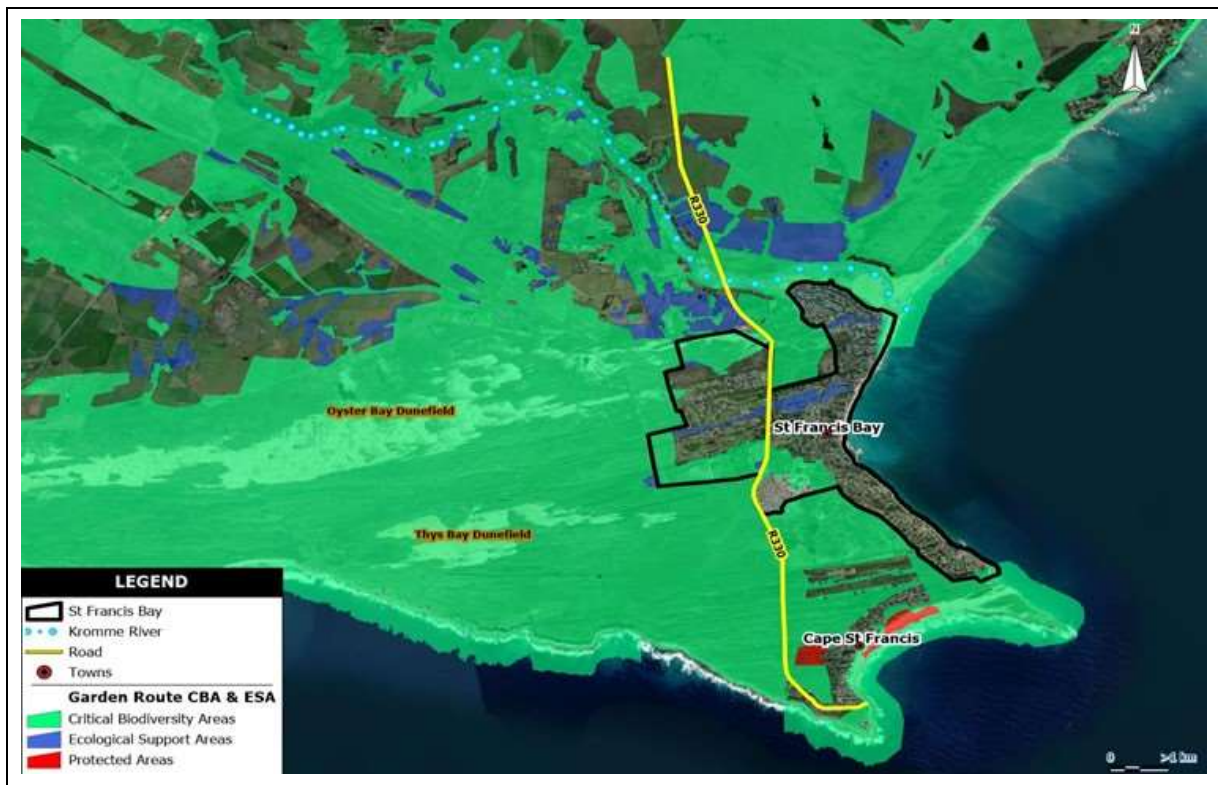 R330
Oyster Bay Dunefield
St Francis Bay
Thys Bay Dunefield
R330
Cape St Francis
LEGEND
St Francis Bay
Kromme River
Road
Towns
Garden Route CBA & ESA
Critical Biodiversity Areas
Ecological Support Areas
Protected Areas